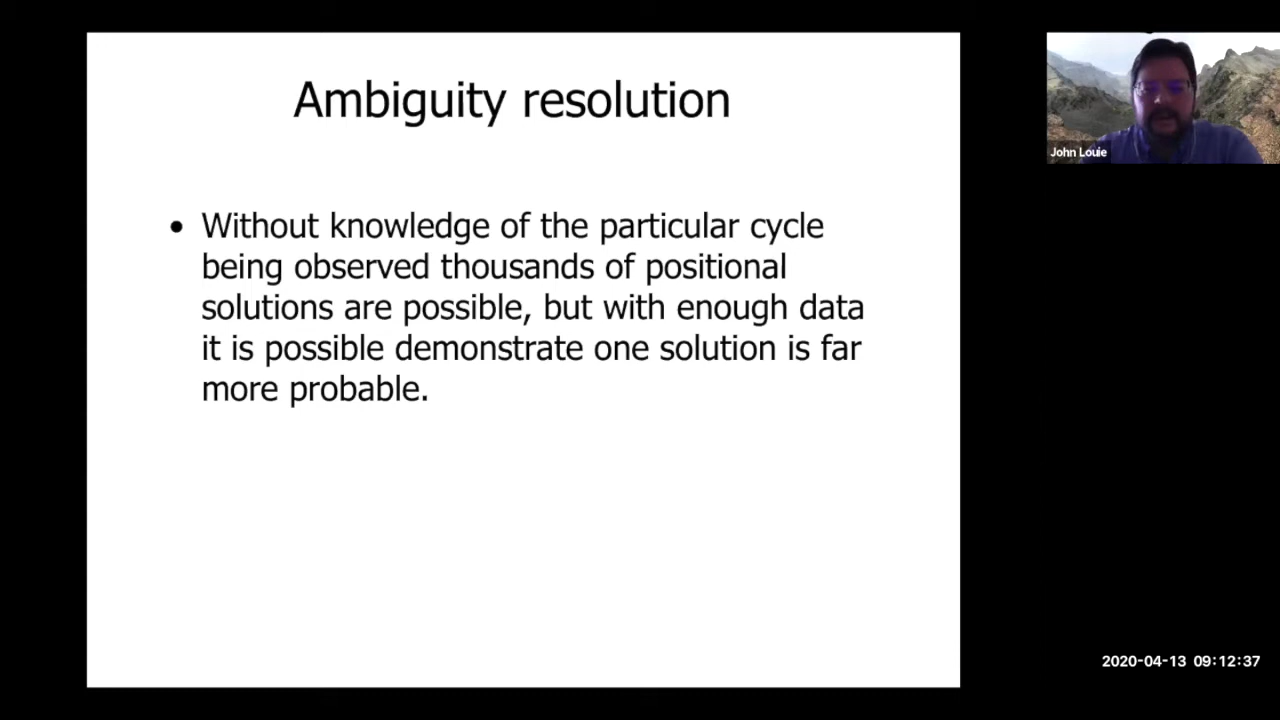 Ambiguity resolution
• Without knowledge of the particular cycle
being observed thousands of positional
solutions are possible, but with enough data
it is possible demonstrate one solution is far
more probable.
John Louie
2020-04-13 09:12:37